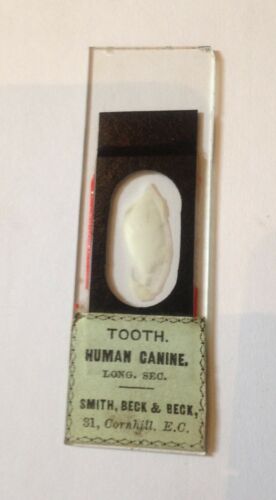 TOOTH.
HUMAN CANINE.
LONG. SEC.
SMITH, BECK & BECK,
31, Cornhill. E.C.